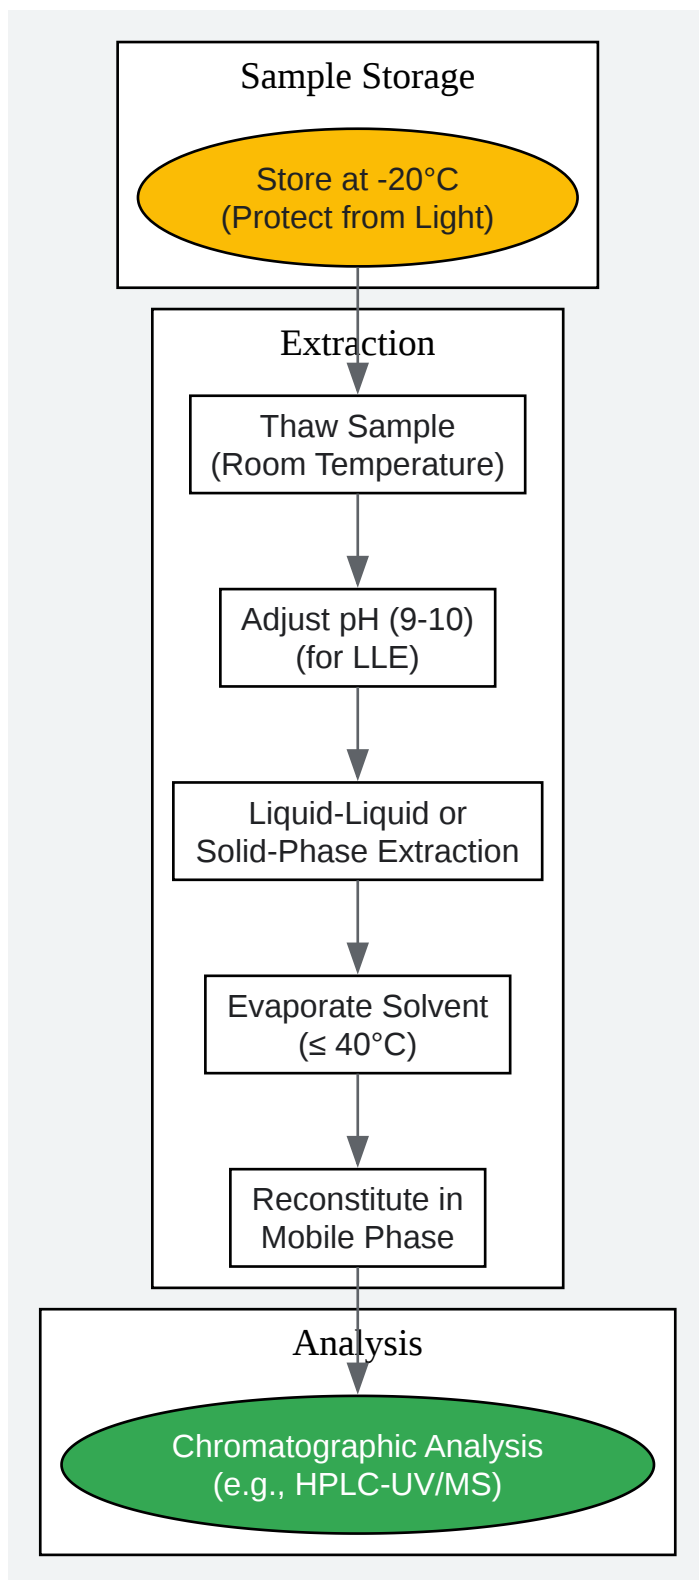 Sample Storage
Store at -20°C
(Protect from Light)
Extraction
Thaw Sample
(Room Temperature)
Adjust pH (9-10)
(for LLE)
Liquid-Liquid or
Solid-Phase Extraction
Evaporate Solvent
(≤ 40°C)
Reconstitute in
Mobile Phase
Analysis
Chromatographic Analysis
(e.g., HPLC-UV/MS)